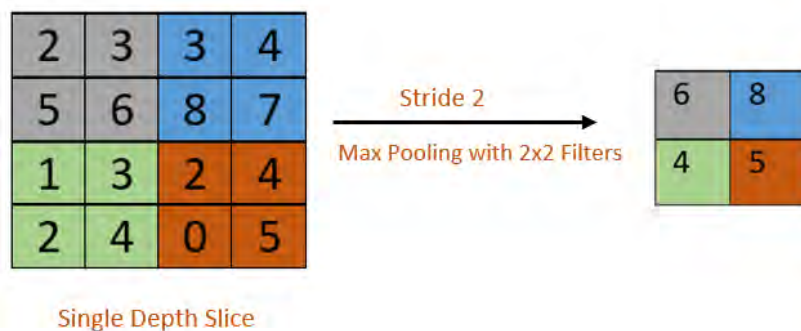 2 3 3 4
5 6 8 7
1 3 2 4
2 4 0 5
Single Depth Slice
Stride 2
Max Pooling with 2x2 Filters
6 8
4 5